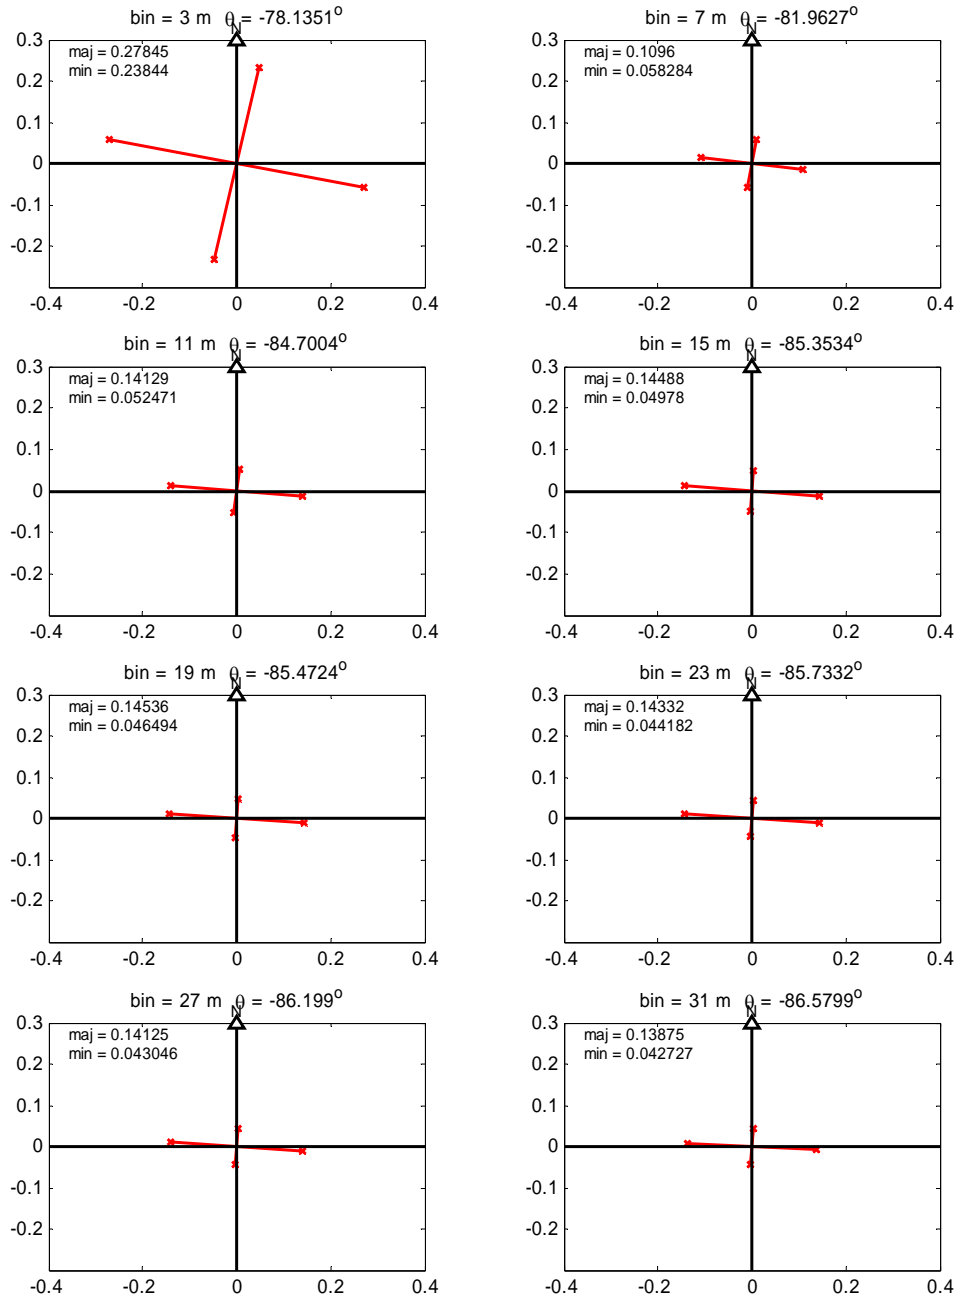 bin = 3 m θ = -78.1351o
N
maj = 0.27845
min = 0.23844
0.3
0.2
0.1
0
-0.1
-0.2
-0.4 -0.2 0 0.2 0.4
bin = 7 m θ = -81.9627o
N
maj = 0.1096
min = 0.058284
0.3
0.2
0.1
0
-0.1
-0.2
-0.4 -0.2 0 0.2 0.4
bin = 11 m θ = -84.7004o
N
maj = 0.14129
min = 0.052471
0.3
0.2
0.1
0
-0.1
-0.2
-0.4 -0.2 0 0.2 0.4
bin = 15 m θ = -85.3534o
N
maj = 0.14488
min = 0.04978
0.3
0.2
0.1
0
-0.1
-0.2
-0.4 -0.2 0 0.2 0.4
bin = 19 m θ = -85.4724o
N
maj = 0.14536
min = 0.046494
0.3
0.2
0.1
0
-0.1
-0.2
-0.4 -0.2 0 0.2 0.4
bin = 23 m θ = -85.7332o
N
maj = 0.14332
min = 0.044182
0.3
0.2
0.1
0
-0.1
-0.2
-0.4 -0.2 0 0.2 0.4
bin = 27 m θ = -86.199o
N
maj = 0.14125
min = 0.043046
0.3
0.2
0.1
0
-0.1
-0.2
-0.4 -0.2 0 0.2 0.4
bin = 31 m θ = -86.5799o
N
maj = 0.13875
min = 0.042727
0.3
0.2
0.1
0
-0.1
-0.2
-0.4 -0.2 0 0.2 0.4